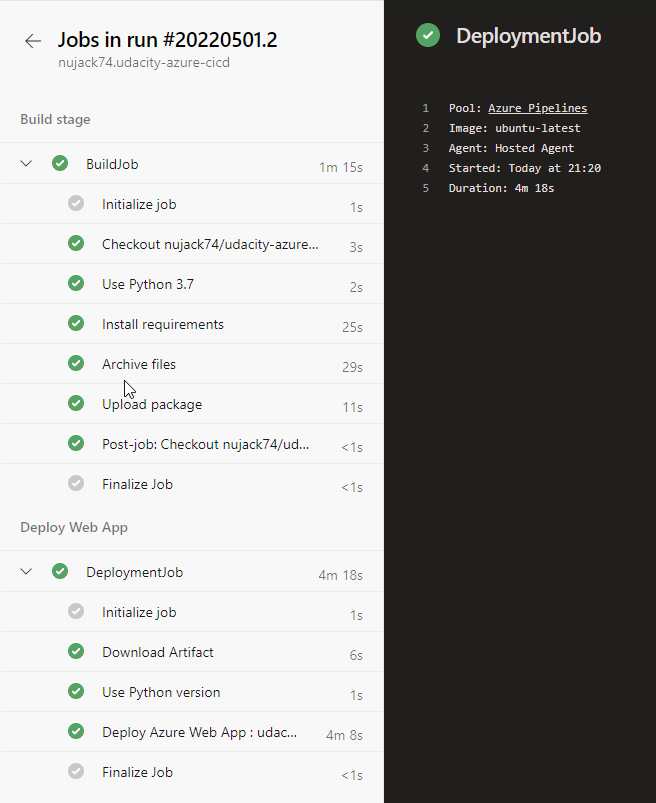 Jobs in run #20220501.2
nujack74.udacity-azure-cicd
Build stage
BuildJob 1m 15s
Initialize job 1s
Checkout nujack74/udacity-azure... 3s
Use Python 3.7 2s
Install requirements 25s
Archive files 29s
Upload package 11s
Post-job: Checkout nujack74/ud... <1s
Finalize Job <1s
Deploy Web App
DeploymentJob 4m 18s
Initialize job 1s
Download Artifact 6s
Use Python version 1s
Deploy Azure Web App : udac... 4m 8s
Finalize Job <1s
DeploymentJob
1 Pool: Azure Pipelines
2 Image: ubuntu-latest
3 Agent: Hosted Agent
4 Started: Today at 21:20
5 Duration: 4m 18s